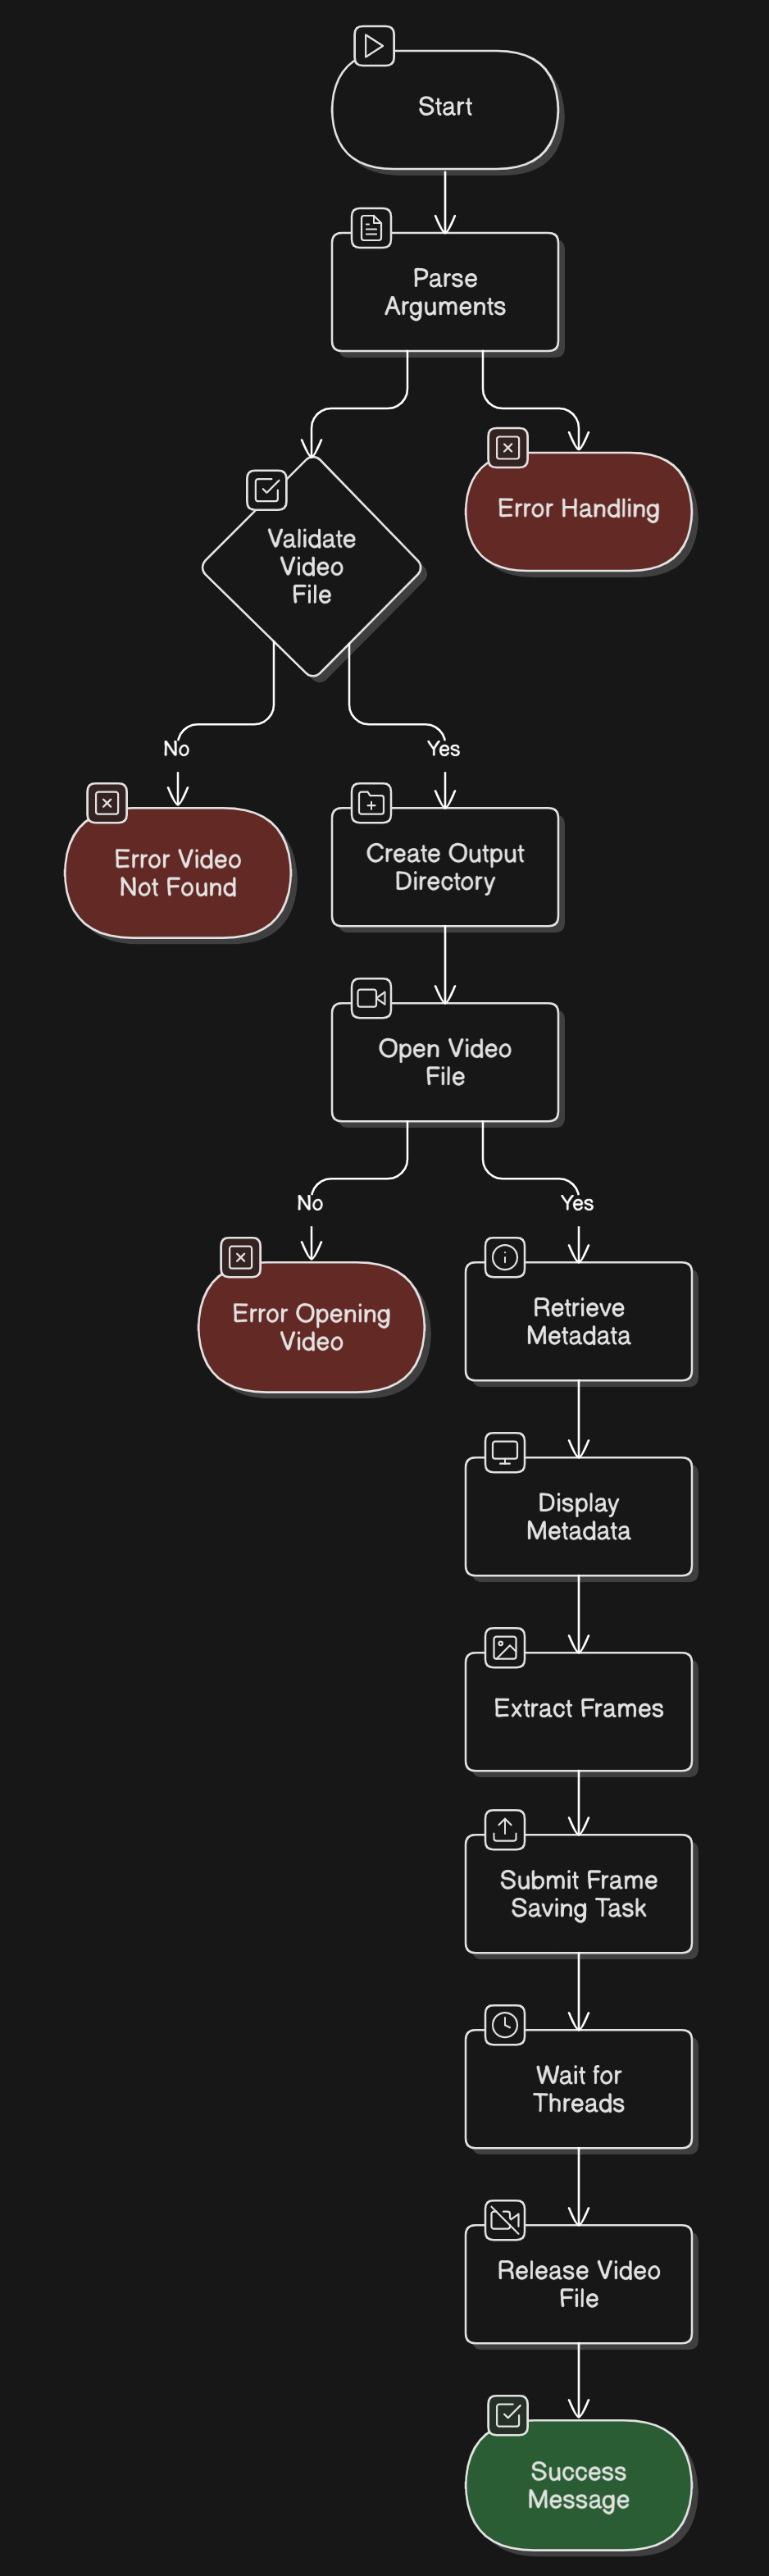 Start
Parse
Arguments
Error Handling
Validate
Video
File
No
Yes
Error Video
Not Found
Create Output
Directory
Open Video
File
No
Yes
Error Opening
Video
Retrieve
Metadata
Display
Metadata
Extract Frames
Submit Frame
Saving Task
Wait for
Threads
Release Video
File
Success
Message